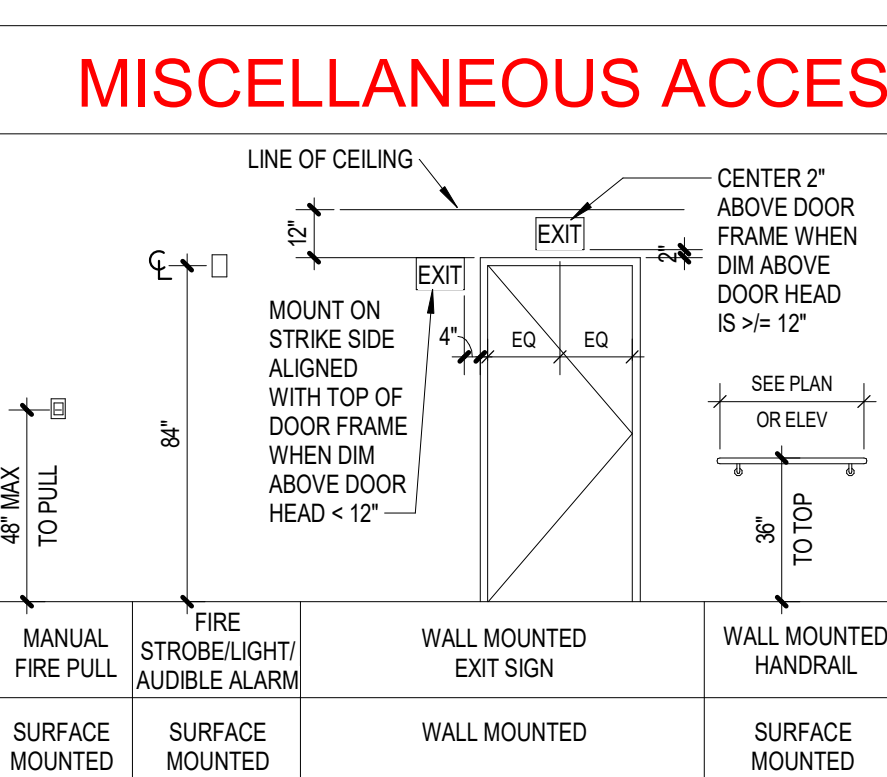 MISCELLANEOUS ACCES
LINE OF CEILING
CENTER 2"
ABOVE DOOR
FRAME WHEN
DIM ABOVE
DOOR HEAD
IS >/= 12"
12"
EXIT
2"
EXIT
MOUNT ON
STRIKE SIDE
ALIGNED
WITH TOP OF
DOOR FRAME
WHEN DIM
ABOVE DOOR
HEAD < 12"
4"
EQ
EQ
SEE PLAN
OR ELEV
84"
48" MAX
TO PULL
36"
TO TOP
MANUAL
FIRE PULL
FIRE
STROBE/LIGHT/
AUDIBLE ALARM
WALL MOUNTED
EXIT SIGN
WALL MOUNTED
HANDRAIL
SURFACE
MOUNTED
SURFACE
MOUNTED
WALL MOUNTED
SURFACE
MOUNTED